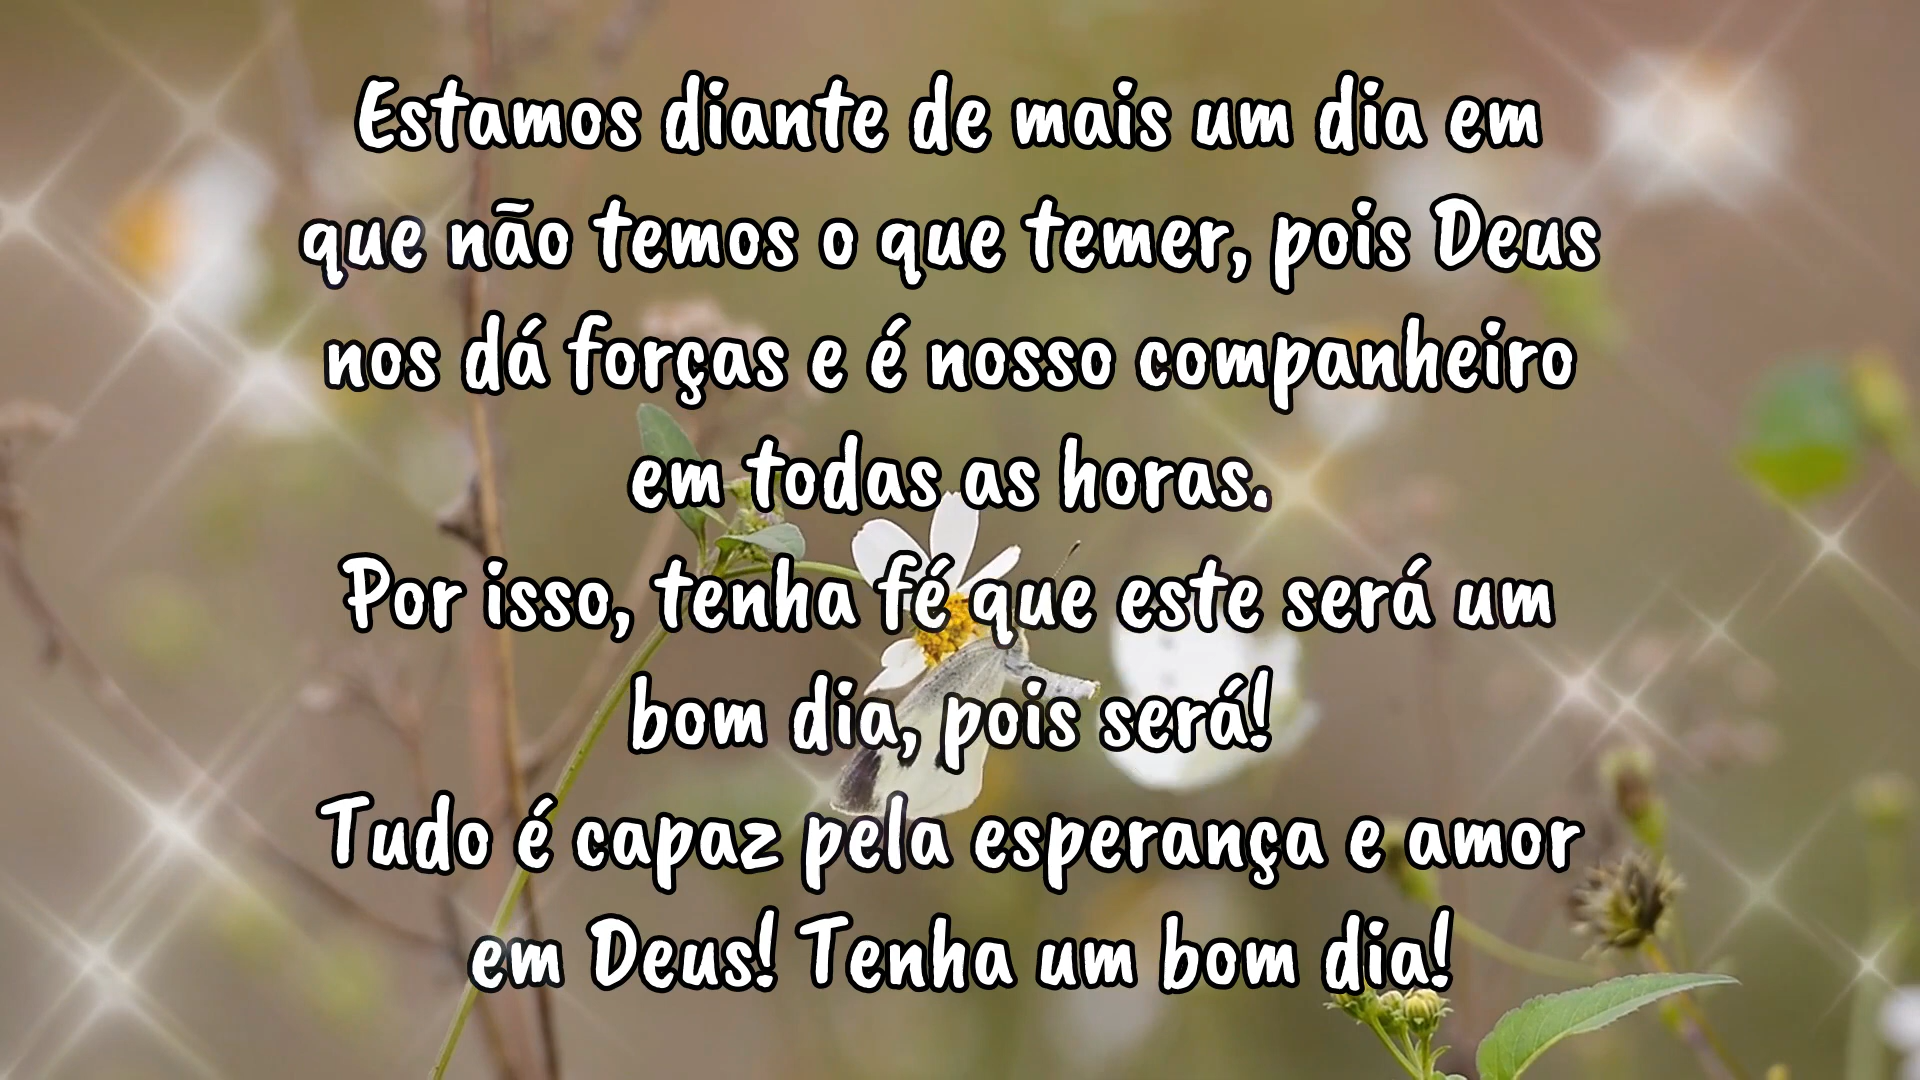 Estamos diante de mais um dia em
que não temos o que temer, pois Deus
nos dá forças e é nosso companheiro
em todas as horas.
Por isso, tenha fé que este será um
bom dia, pois será!
Tudo é capaz pela esperança e amor
em Deus! Tenha um bom dia!